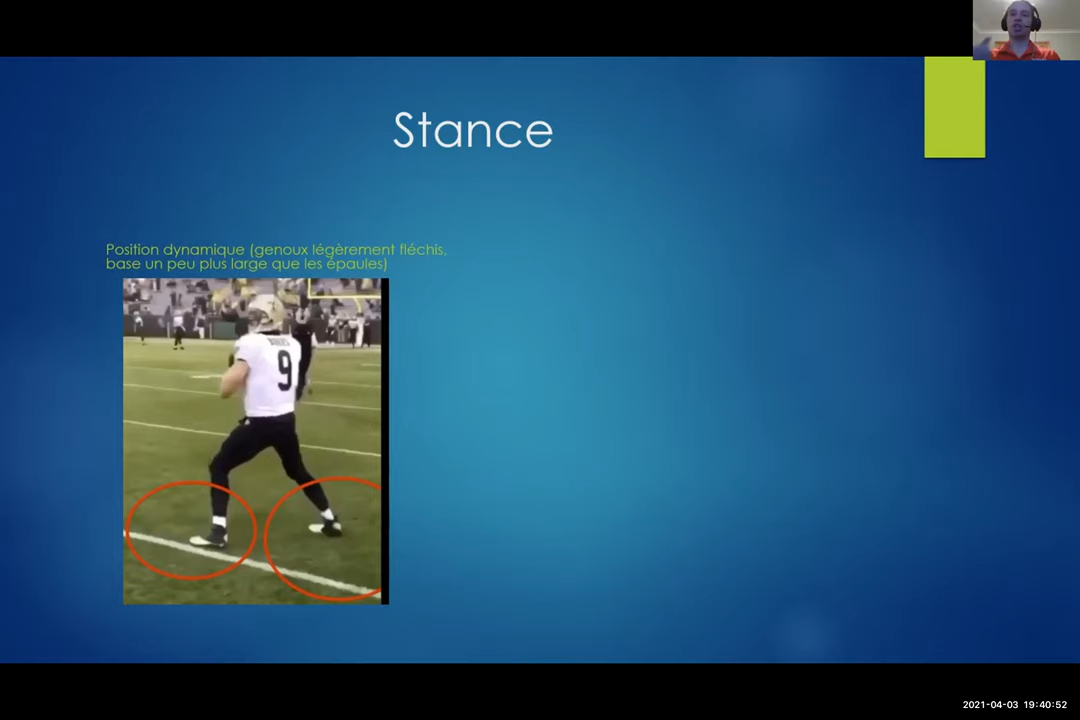 Stance
Position dynamique (genoux légèrement fléchis,
base un peu plus large que les épaules)
9
2021-04-03 19:40:52